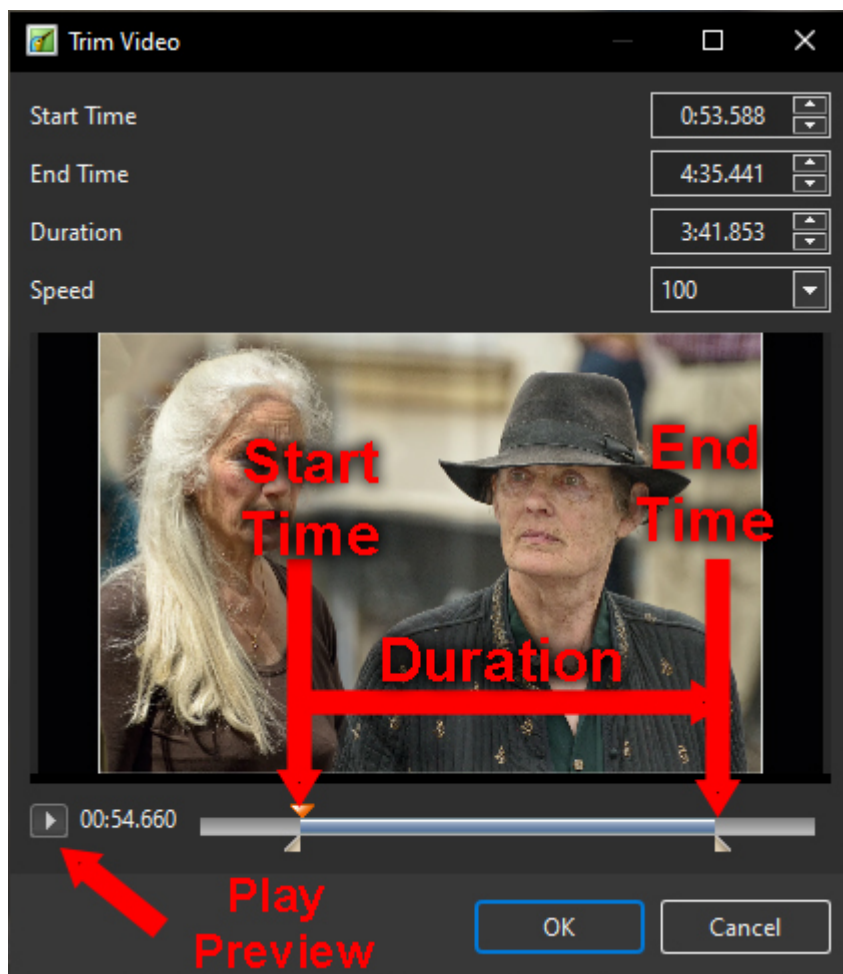 Trim Video
Start Time 0:53.588
End Time 4:35.441
Duration 3:41.853
Speed 100
Start
Time
End
Time
Duration
00:54.660
Play
Preview
OK Cancel